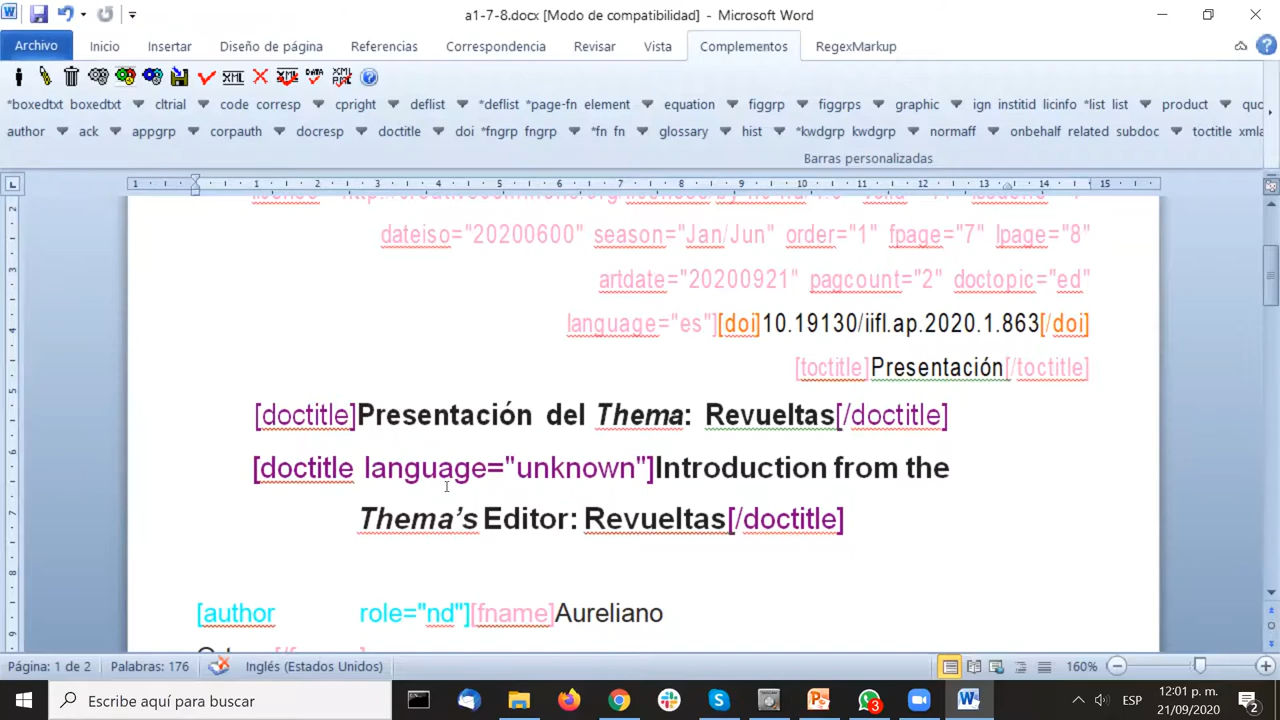 a1-7-8.docx [Modo de compatibilidad] - Microsoft Word
Archivo Inicio Insertar Diseño de página Referencias Correspondencia Revisar Vista Complementos RegexMarkup
*boxedtxt boxedtxt cltrial code corresp cpright deflist *deflist *page-fn element equation figgrp figgrps graphic ign institid licinfo *list list product quo
author ack appgrp corpauth docresp doctitle doi *fngrp fngrp *fn fn glossary hist *kwdgrp kwdgrp normaff onbehalf related subdoc toctitle xmla
Barras personalizadas
dateiso="20200600" season="Jan/Jun" order="1" fpage="7" lpage="8"
artdate="20200921" pagcount="2" doctopic="ed"
language="es"][doi]10.19130/iifl.ap.2020.1.863[/doi]
[toctitle]Presentación[/toctitle]
[doctitle]Presentación del Thema: Revueltas[/doctitle]
[doctitle language="unknown"]Introduction from the
Thema's Editor: Revueltas[/doctitle]
[author role="nd"][fname]Aureliano
Página: 1 de 2 Palabras: 176 Inglés (Estados Unidos) 160%
Escribe aquí para buscar
ESP
12:01 p. m.
21/09/2020